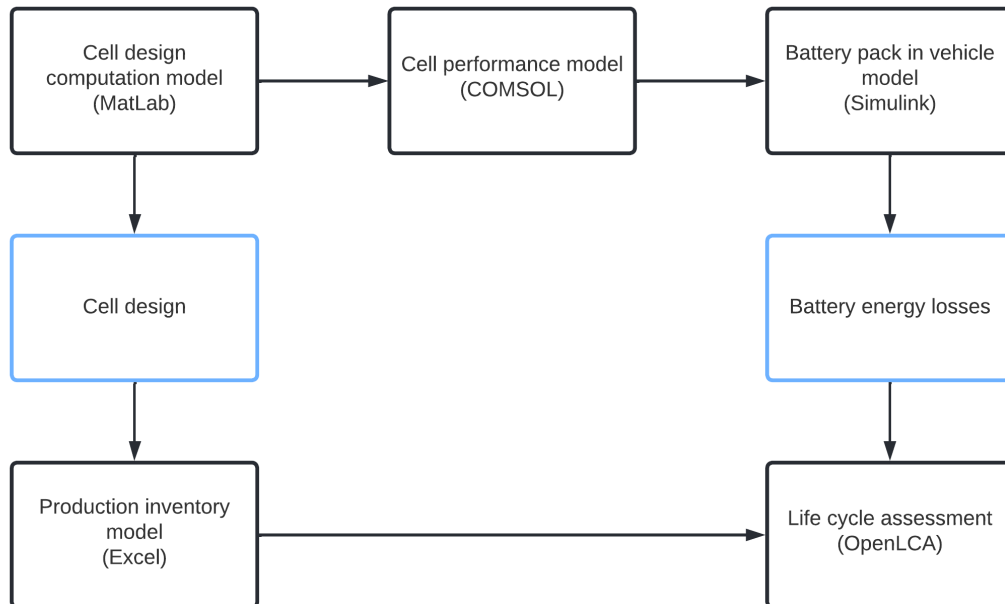 Cell design
computation model
(MatLab)
Cell performance model
(COMSOL)
Battery pack in vehicle
model
(Simulink)
Cell design
Battery energy losses
Production inventory
model
(Excel)
Life cycle assessment
(OpenLCA)